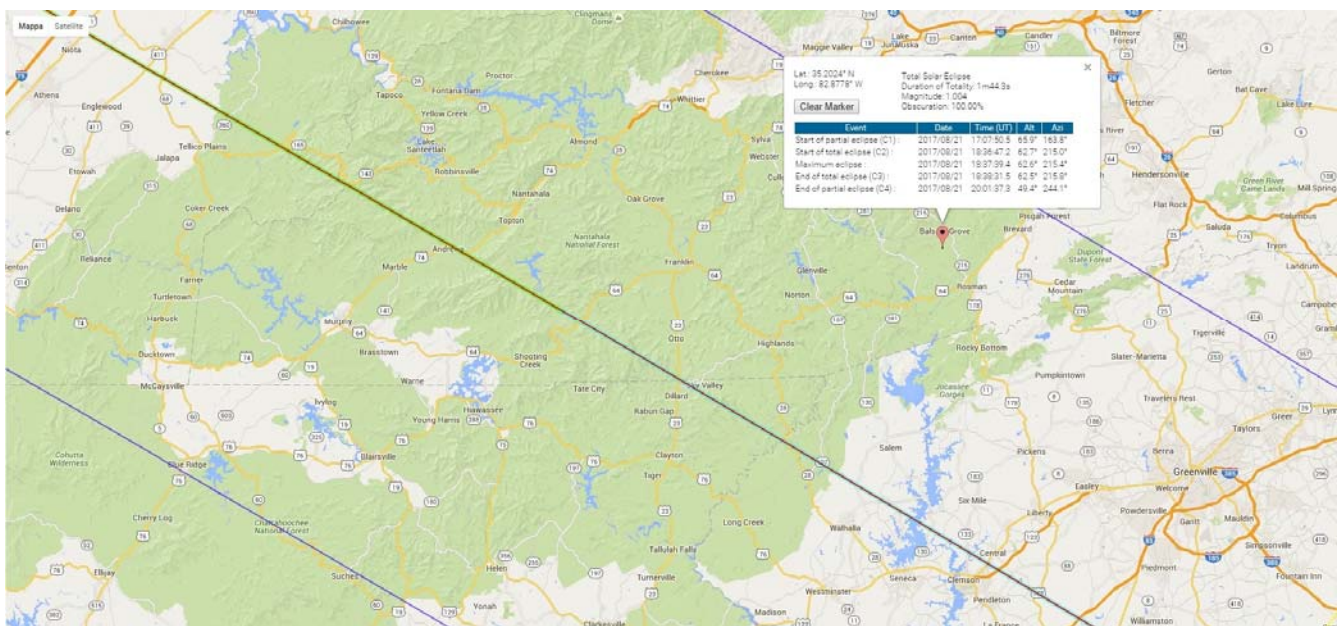 Mappa Satellite
Lat.: 35.2024° N
Long.: 82.8778° W
Total Solar Eclipse
Duration of Totality: 1m44.3s
Magnitude: 1.004
Obscuration: 100.00%
Clear Marker
Event Date Time (UT) Alt Azi
Start of partial eclipse (C1) : 2017/08/21 17:07:50.5 65.9° 163.8°
Start of total eclipse (C2) : 2017/08/21 18:36:47.2 62.7° 215.0°
Maximum eclipse : 2017/08/21 18:37:39.4 62.6° 215.4°
End of total eclipse (C3) : 2017/08/21 18:38:31.5 62.5° 215.8°
End of partial eclipse (C4) : 2017/08/21 20:01:37.3 49.4° 244.1°
Chilhowee
Clingmans
Dome
Niota
Maggie Valley
Lake
Junaluska
Canton
Candler
Biltmore
Forest
Gerton
Bat Cave
Lake Lure
Athens
Englewood
Tapoco
Fontana Dam
Proctor
Cherokee
Whittier
Fletcher
Yellow Creek
Etowah
Jalapa
Tellico Plains
Lake
Santeetlah
Robbinsville
Almond
Sylva
Webster
Hendersonville
Green River
Game Lands
Mill Spring
Delano
Coker Creek
Nantahala
Topton
Oak Grove
Nantahala
National Forest
Flat Rock
Columbus
Saluda
Tryon
Pisgah Forest
Brevard
Reliance
Andrews
Marble
Franklin
Glenville
Rosman
Dupont
State Forest
Cedar
Mountain
Landrum
Farner
Turtletown
Harbuck
Norton
Campobe
Murphy
Brasstown
Shooting
Creek
Otto
Highlands
Rocky Bottom
Tigerville
Ducktown
McCaysville
Warne
Tate City
Dillard
Rabun Gap
Jocassee
Gorges
Pumpkintown
Slater-Marietta
Travelers Rest
Ivylog
Young Harris
Hiawassee
Greer
Taylors
Cohutta
Wilderness
Blue Ridge
Blairsville
Clayton
Tiger
Salem
Pickens
Berea
Greenville
Welcome
Easley
Six Mile
Cherry Log
Chattahoochee
National Forest
Long Creek
Walhalla
Liberty
Powdersville
Gantt
Mauldin
Simpsonville
Tallulah Falls
Central
Ellijay
Suches
Helen
Turnerville
Westminster
Seneca
Clemson
Piedmont
Fountain Inn
Yonah
Clarkesville
Madison
Pendleton
La France
Williamston